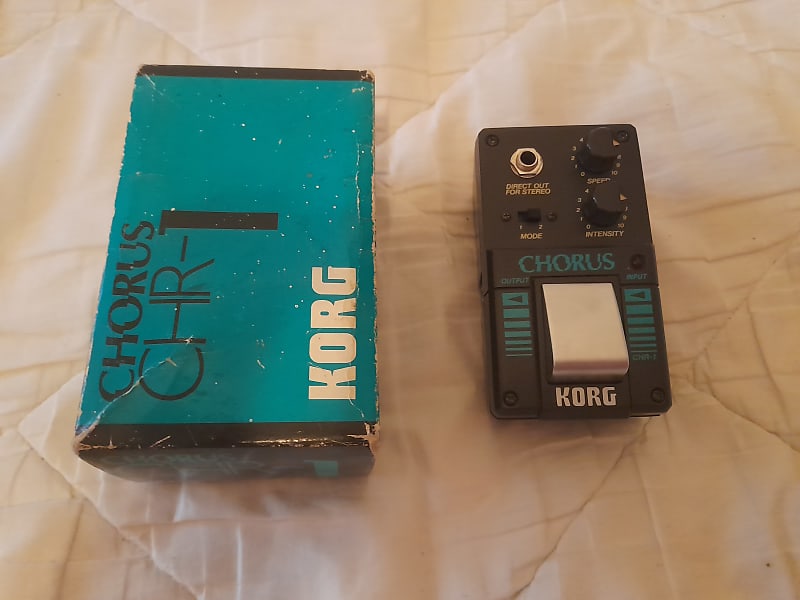 CHORUS
CHR-1
KORG
DIRECT OUT
FOR STEREO
SPEED
1 2
MODE
INTENSITY
CHORUS
OUTPUT
INPUT
CHR-1
KORG